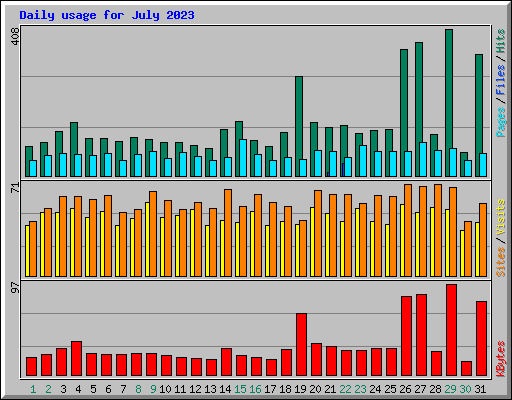 Daily usage for July 2023
408
Pages / Files / Hits
71
Sites / Visits
97
KBytes
1 2 3 4 5 6 7 8 9 10 11 12 13 14 15 16 17 18 19 20 21 22 23 24 25 26 27 28 29 30 31